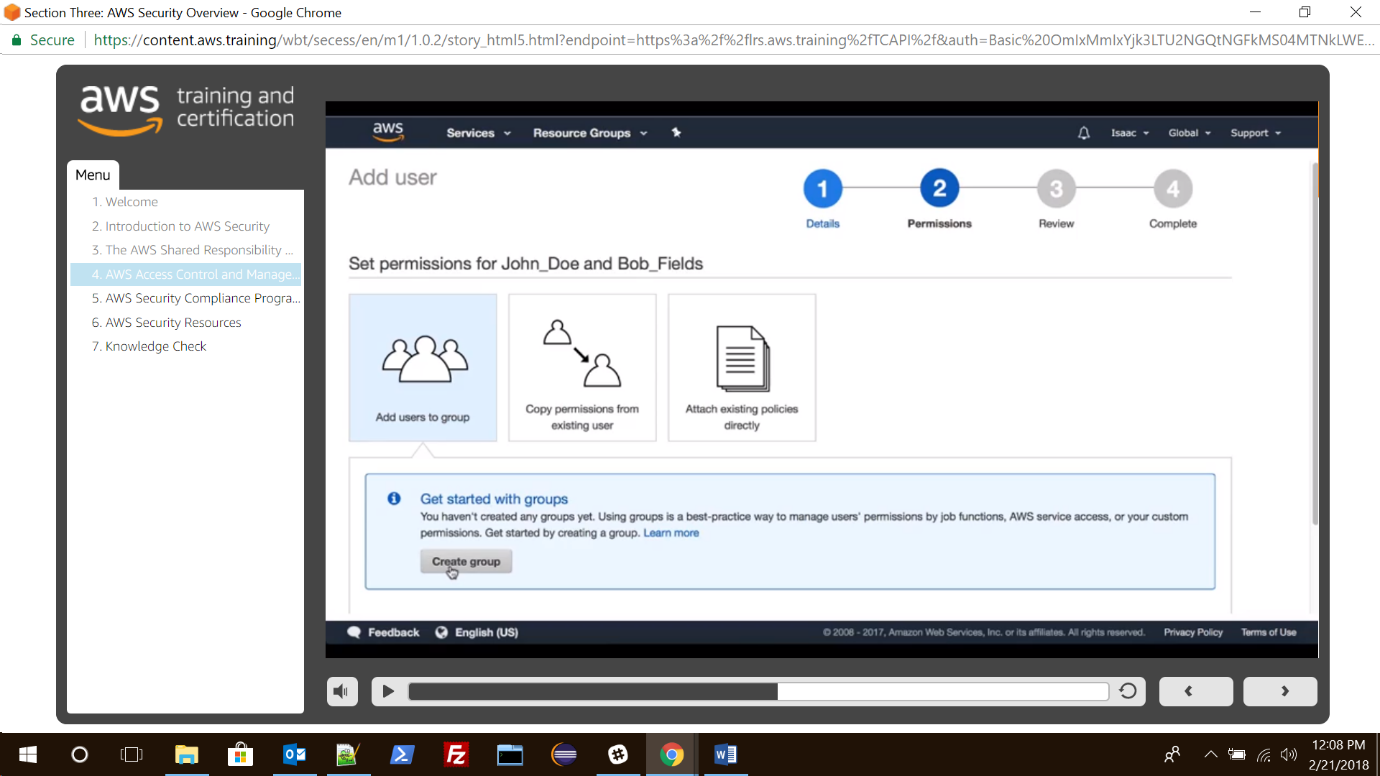 Section Three: AWS Security Overview - Google Chrome
Secure
https://content.aws.training/wbt/secess/en/m1/1.0.2/story_html5.html?endpoint=https%3a%2f%2flrs.aws.training%2fTCAPI%2f&auth=Basic%20OmIxMmIxYjk3LTU2NGQtNGFkMS04MTNkLWE...
aws training and
certification
Menu
1. Welcome
2. Introduction to AWS Security
3. The AWS Shared Responsibility ...
4. AWS Access Control and Manage...
5. AWS Security Compliance Progra...
6. AWS Security Resources
7. Knowledge Check
aws Services Resource Groups Isaac Global Support
Add user
1 2 3 4
Details Permissions Review Complete
Set permissions for John_Doe and Bob_Fields
Add users to group
Copy permissions from
existing user
Attach existing policies
directly
Get started with groups
You haven't created any groups yet. Using groups is a best-practice way to manage users' permissions by job functions, AWS service access, or your custom
permissions. Get started by creating a group. Learn more
Create group
Feedback English (US) © 2008 - 2017, Amazon Web Services, Inc. or its affiliates. All rights reserved. Privacy Policy Terms of Use
12:08 PM
2/21/2018